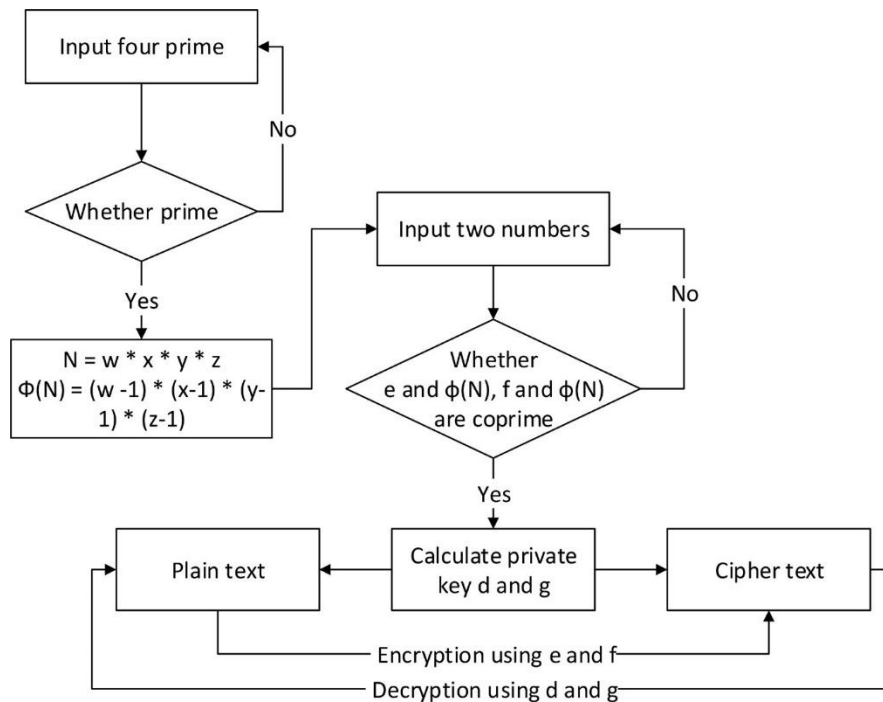 Input four prime
No
Whether prime
Yes
N = w * x * y * z
Φ(N) = (w -1) * (x-1) * (y-
1) * (z-1)
Input two numbers
No
Whether
e and ϕ(N), f and ϕ(N)
are coprime
Yes
Calculate private
key d and g
Plain text
Cipher text
Encryption using e and f
Decryption using d and g